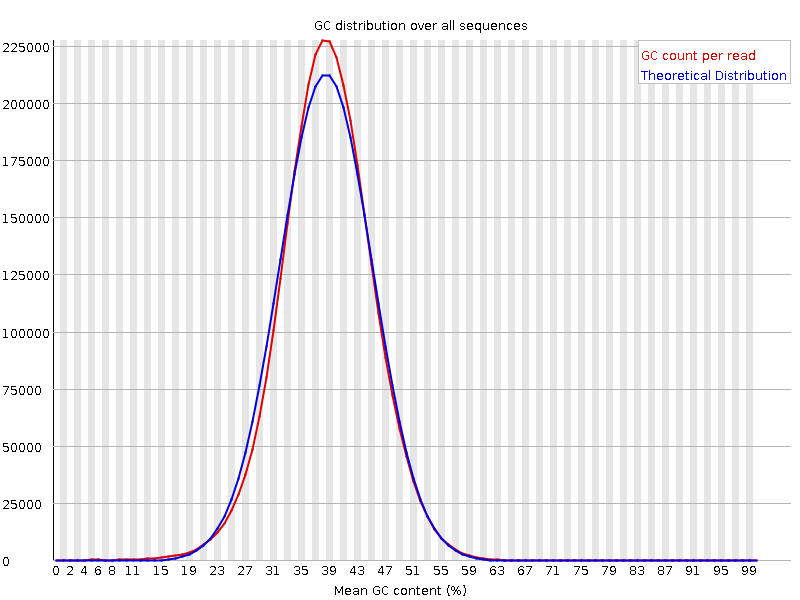 GC distribution over all sequences
GC count per read
Theoretical Distribution
225000
200000
175000
150000
125000
100000
75000
50000
25000
0
0 2 4 6 8 11 15 19 23 27 31 35 39 43 47 51 55 59 63 67 71 75 79 83 87 91 95 99
Mean GC content (%)